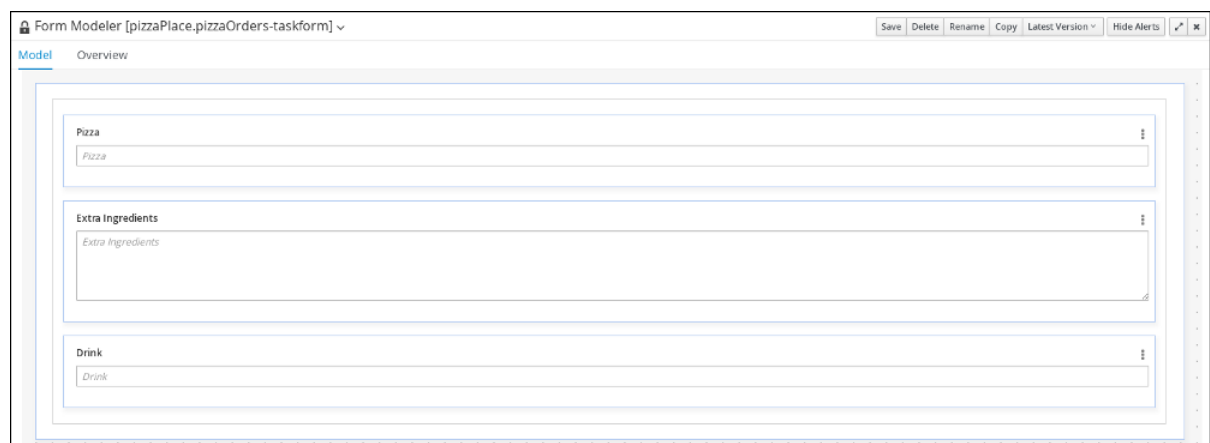 Form Modeler [pizzaPlace.pizzaOrders-taskform]
Save Delete Rename Copy Latest Version Hide Alerts
Model Overview
Pizza
Pizza
Extra Ingredients
Extra Ingredients
Drink
Drink